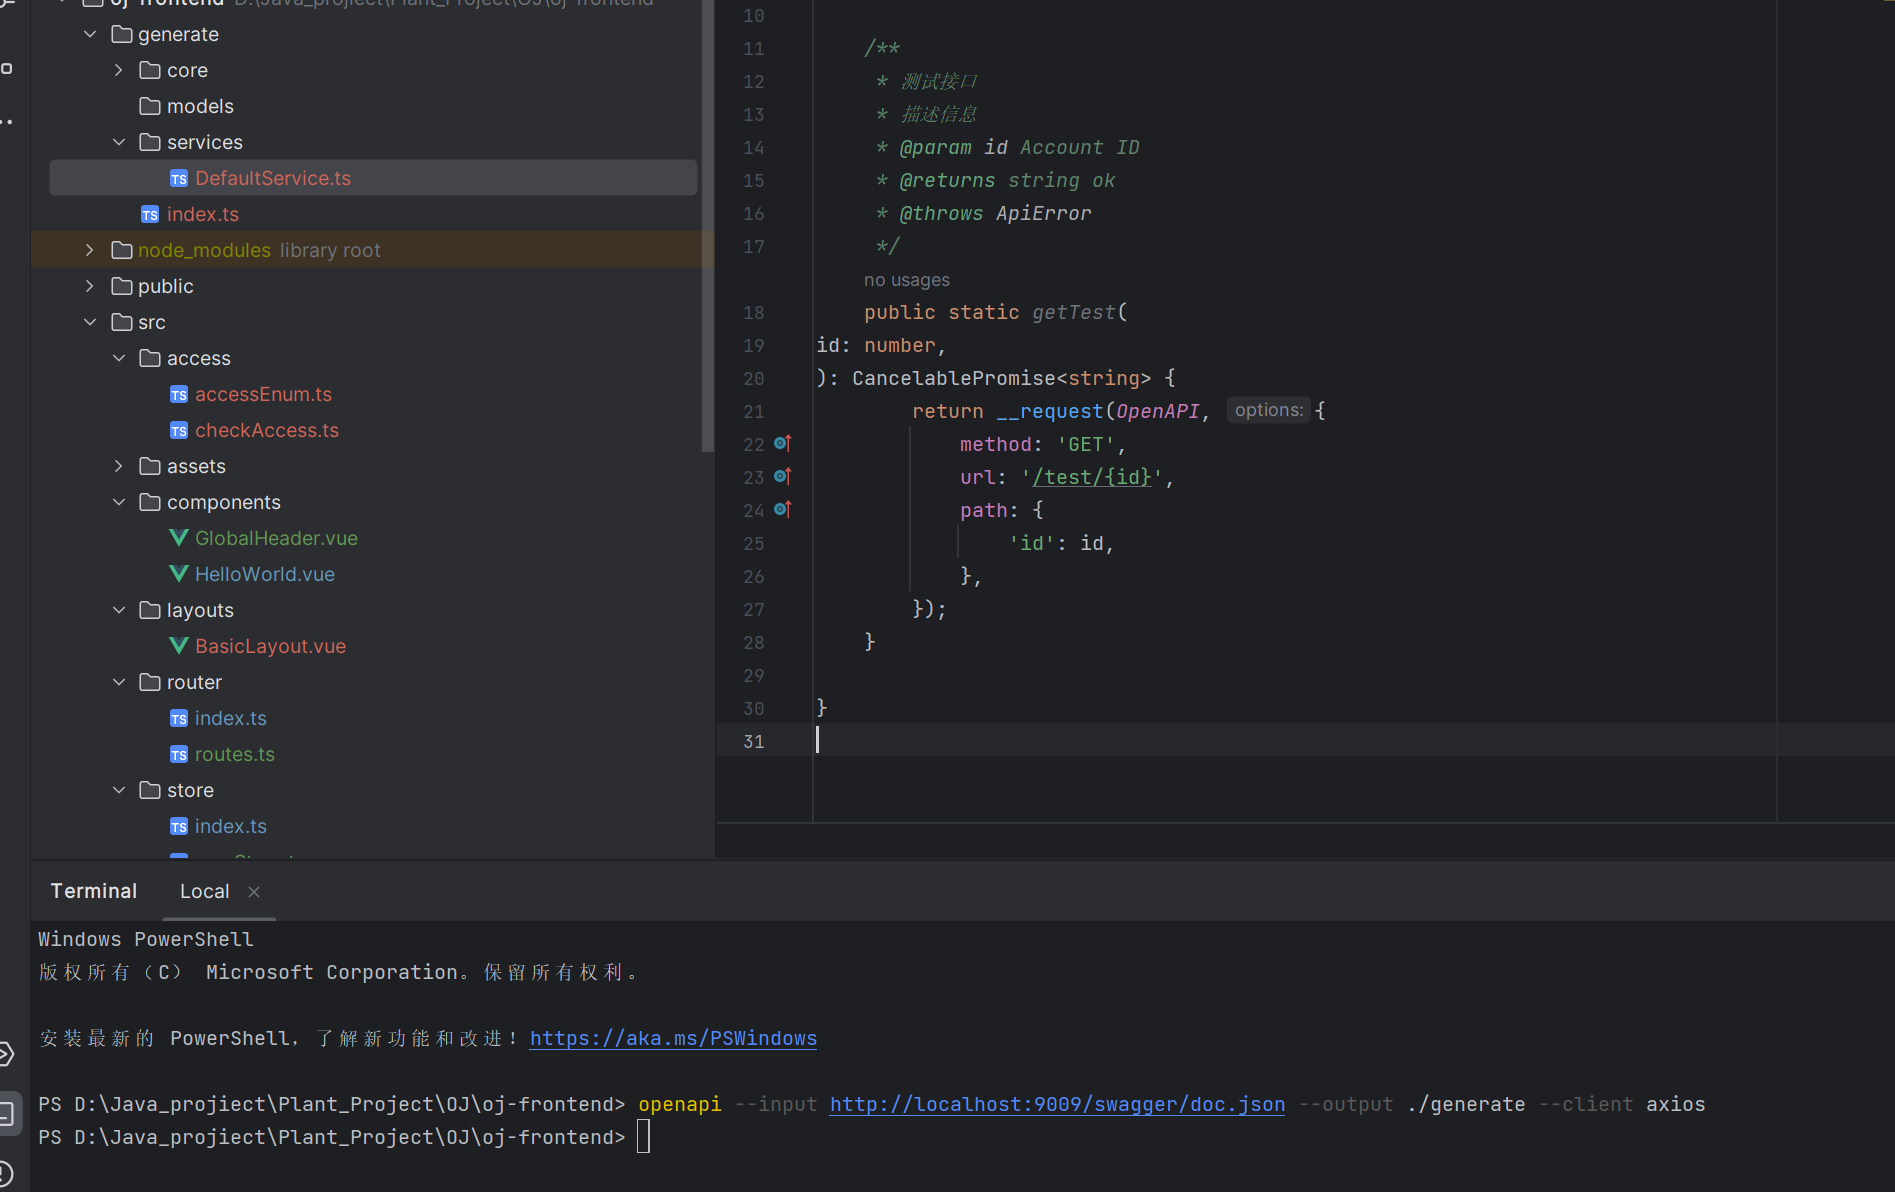 oj-frontend D:\Java_projiect\Plant_Project\OJ\oj-frontend
generate
core
models
services
TS DefaultService.ts
TS index.ts
node_modules library root
public
src
access
TS accessEnum.ts
TS checkAccess.ts
assets
components
GlobalHeader.vue
HelloWorld.vue
layouts
BasicLayout.vue
router
TS index.ts
TS routes.ts
store
TS index.ts
10
11 /**
12 * 测试接口
13 * 描述信息
14 * @param id Account ID
15 * @returns string ok
16 * @throws ApiError
17 */
no usages
18 public static getTest(
19 id: number,
20 ): CancelablePromise<string> {
21 return __request(OpenAPI, options: {
22 method: 'GET',
23 url: '/test/{id}',
24 path: {
25 'id': id,
26 },
27 });
28 }
29
30 }
31
Terminal Local ×
Windows PowerShell
版权所有（C） Microsoft Corporation。保留所有权利。
安装最新的 PowerShell，了解新功能和改进！https://aka.ms/PSWindows
PS D:\Java_projiect\Plant_Project\OJ\oj-frontend> openapi --input http://localhost:9009/swagger/doc.json --output ./generate --client axios
PS D:\Java_projiect\Plant_Project\OJ\oj-frontend>